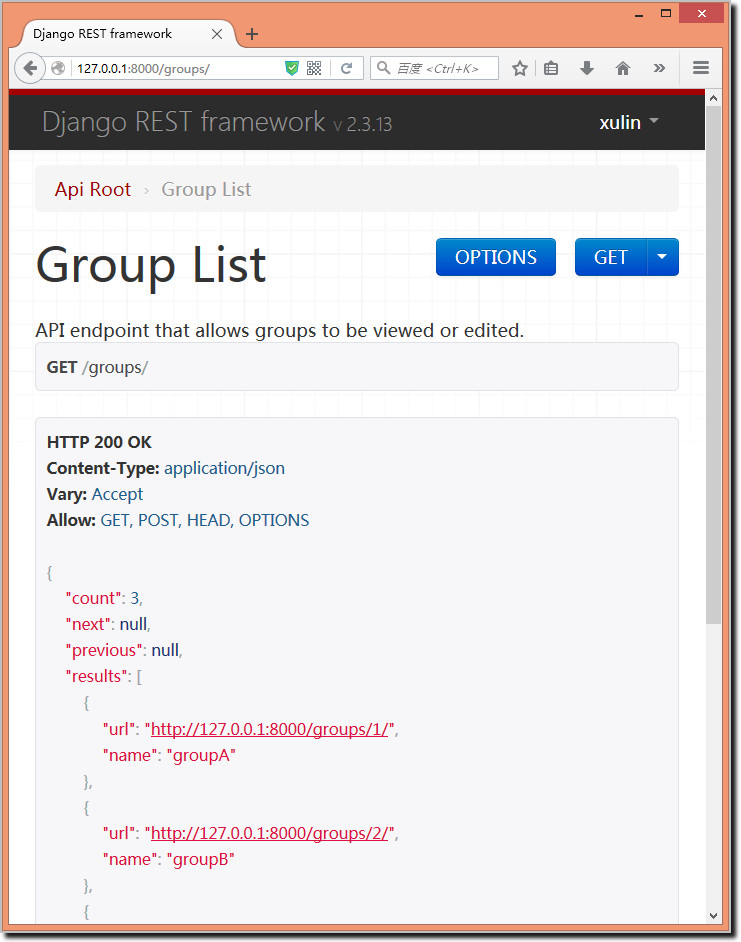 Django REST framework
127.0.0.1:8000/groups/
百度 <Ctrl+K>
Django REST framework v 2.3.13
xulin
Api Root › Group List
Group List
OPTIONS
GET
API endpoint that allows groups to be viewed or edited.
GET /groups/
HTTP 200 OK
Content-Type: application/json
Vary: Accept
Allow: GET, POST, HEAD, OPTIONS
{
"count": 3,
"next": null,
"previous": null,
"results": [
{
"url": "http://127.0.0.1:8000/groups/1/",
"name": "groupA"
},
{
"url": "http://127.0.0.1:8000/groups/2/",
"name": "groupB"
},
{